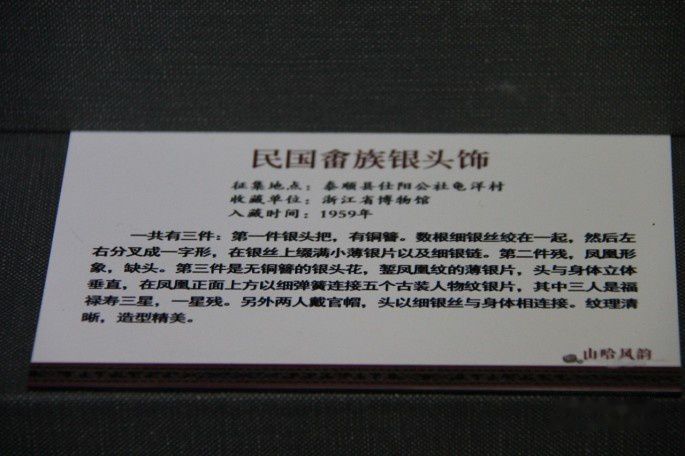 民国畲族银头饰
征集地点：泰顺县仕阳公社龟洋村
收藏单位：浙江省博物馆
入藏时间：1959年
一共有三件：第一件银头把，有铜簪。数根细银丝绞在一起，然后左
右分叉成一字形，在银丝上缀满小薄银片以及细银链。第二件残，凤凰形
象，缺头。第三件是无铜簪的银头花，錾凤凰纹的薄银片，头与身体立体
垂直，在凤凰正面上方以细弹簧连接五个古装人物纹银片，其中三人是福
禄寿三星，一星残。另外两人戴官帽，头以细银丝与身体相连接。纹理清
晰，造型精美。
山哈风韵